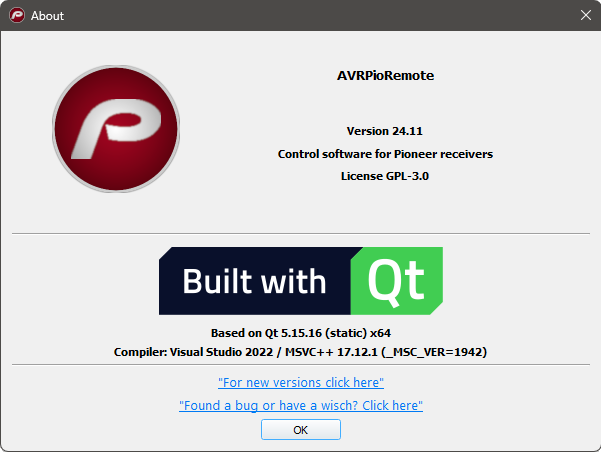 About
AVRPioRemote
Version 24.11
Control software for Pioneer receivers
License GPL-3.0
Built with Qt
Based on Qt 5.15.16 (static) x64
Compiler: Visual Studio 2022 / MSVC++ 17.12.1 (_MSC_VER=1942)
"For new versions click here"
"Found a bug or have a wisch? Click here"
OK